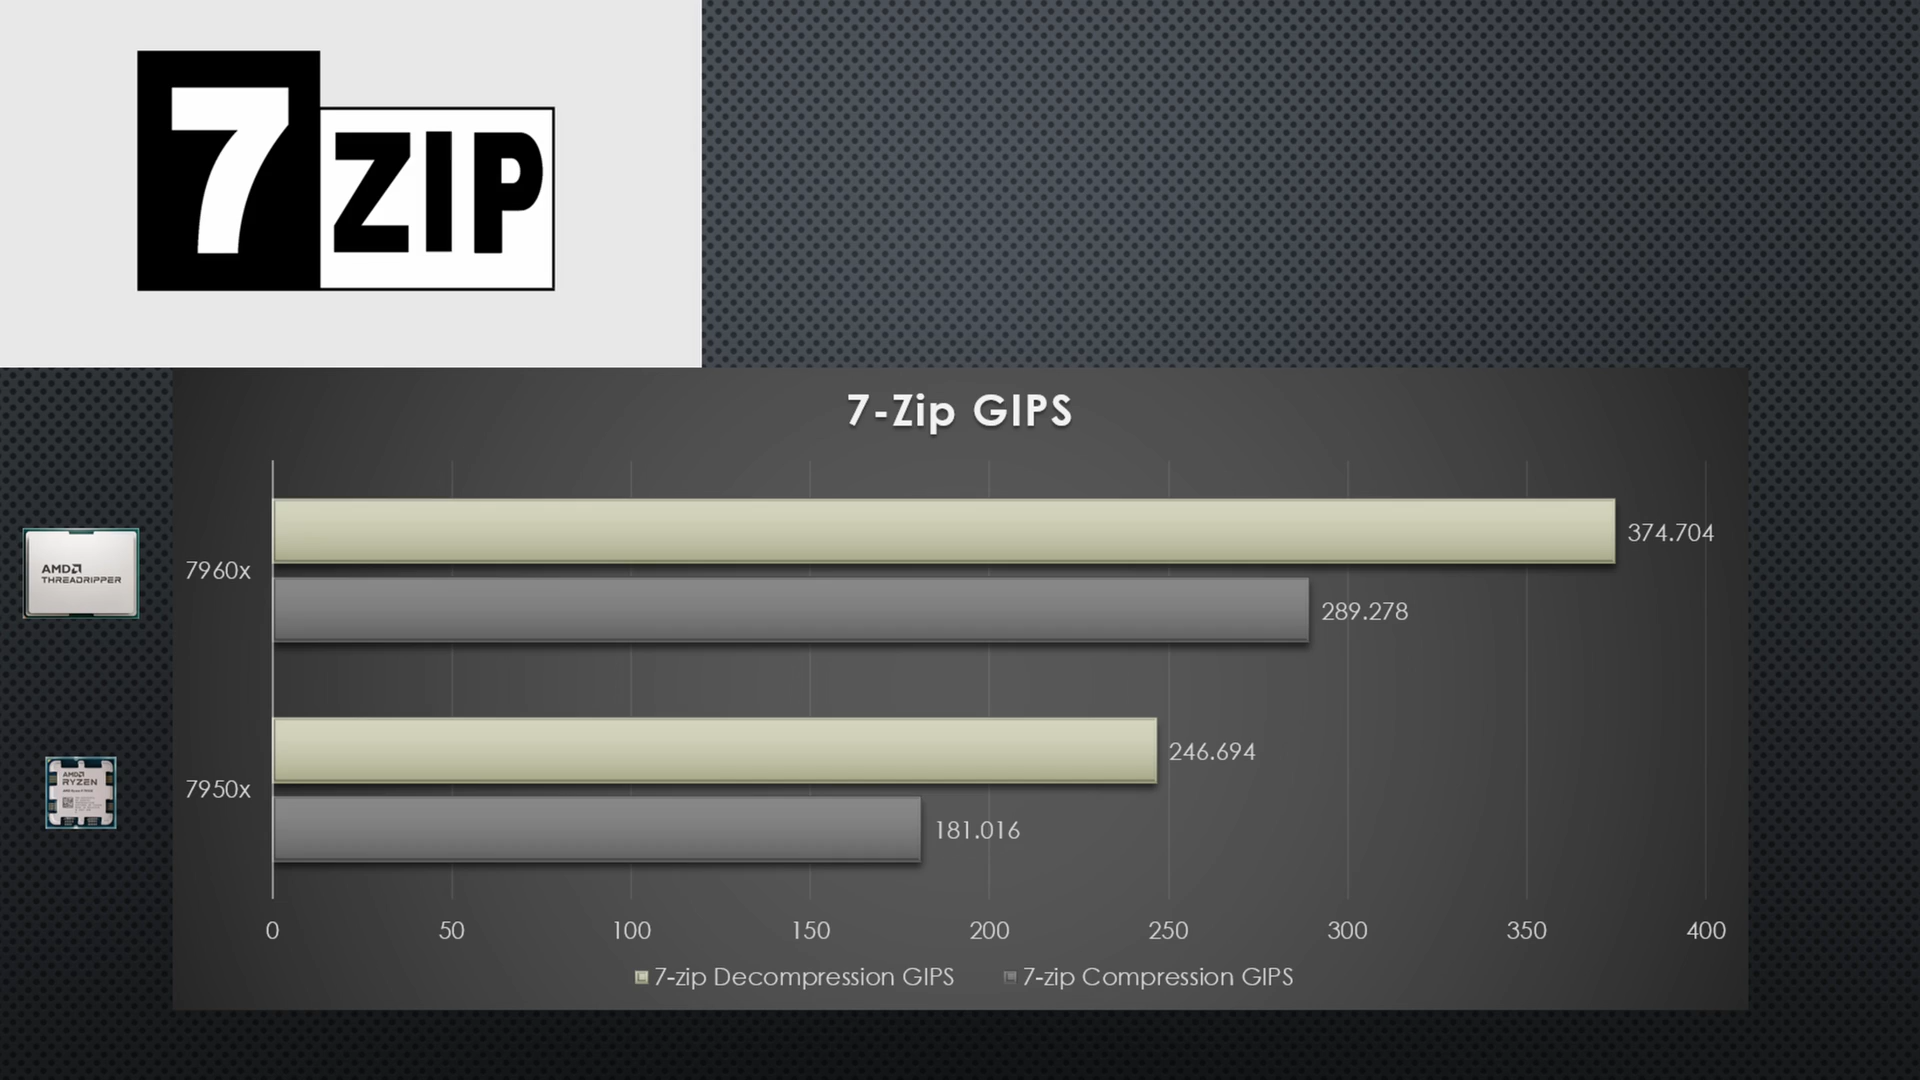 7 ZIP
7-Zip GIPS
374.704
AMD
THREADRIPPER
7960x
289.278
246.694
AMD
RYZEN
7950x
181.016
0 50 100 150 200 250 300 350 400
7-zip Decompression GIPS 7-zip Compression GIPS